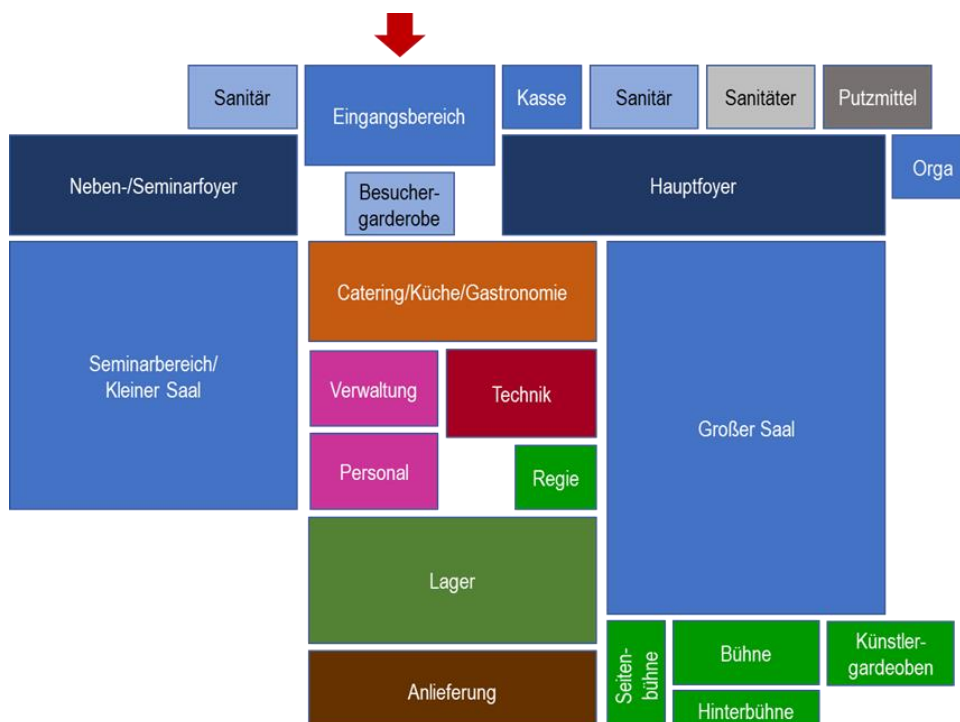 Sanitär
Eingangsbereich
Kasse
Sanitär
Sanitäter
Putzmittel
Neben-/Seminarfoyer
Besucher-
garderobe
Hauptfoyer
Orga
Catering/Küche/Gastronomie
Seminarbereich/
Kleiner Saal
Verwaltung
Technik
Großer Saal
Personal
Regie
Lager
Anlieferung
Seiten-
bühne
Bühne
Künstler-
gardeoben
Hinterbühne